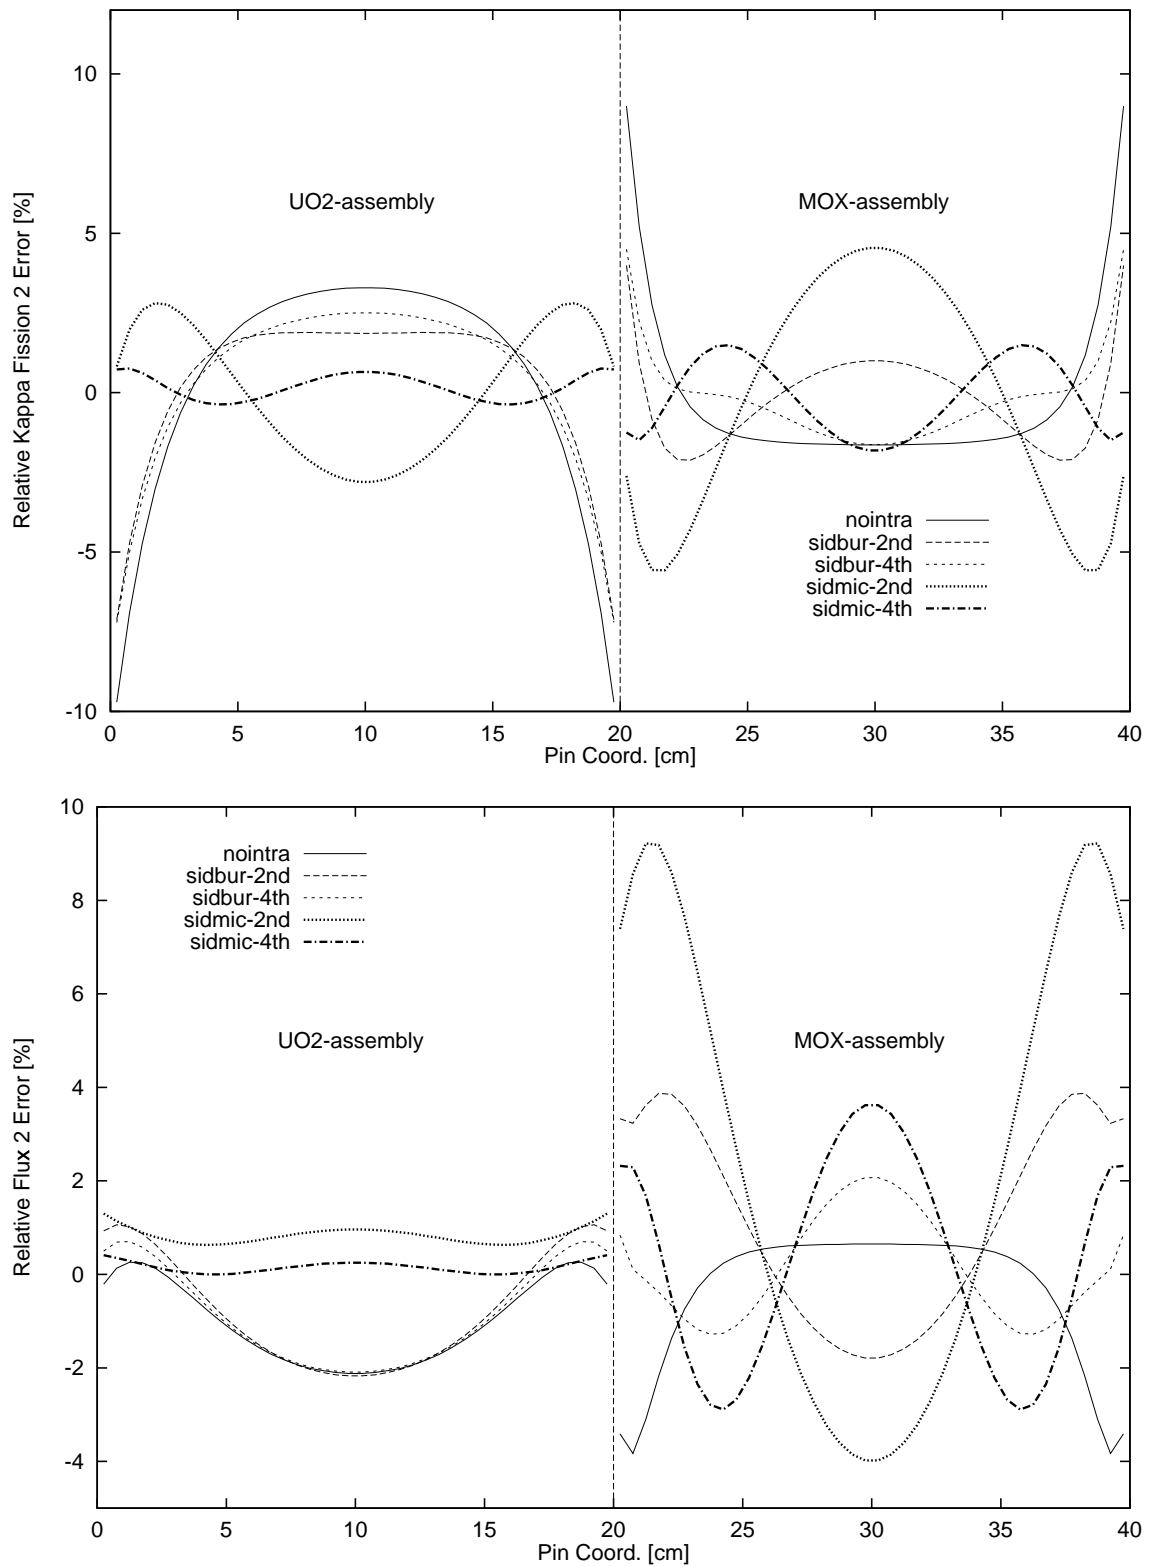 10
5
0
-5
-10
Relative Kappa Fission 2 Error [%]
UO2-assembly
MOX-assembly
nointra
sidbur-2nd
sidbur-4th
sidmic-2nd
sidmic-4th
0 5 10 15 20 25 30 35 40
Pin Coord. [cm]
10
8
6
4
2
0
-2
-4
Relative Flux 2 Error [%]
nointra
sidbur-2nd
sidbur-4th
sidmic-2nd
sidmic-4th
UO2-assembly
MOX-assembly
0 5 10 15 20 25 30 35 40
Pin Coord. [cm]